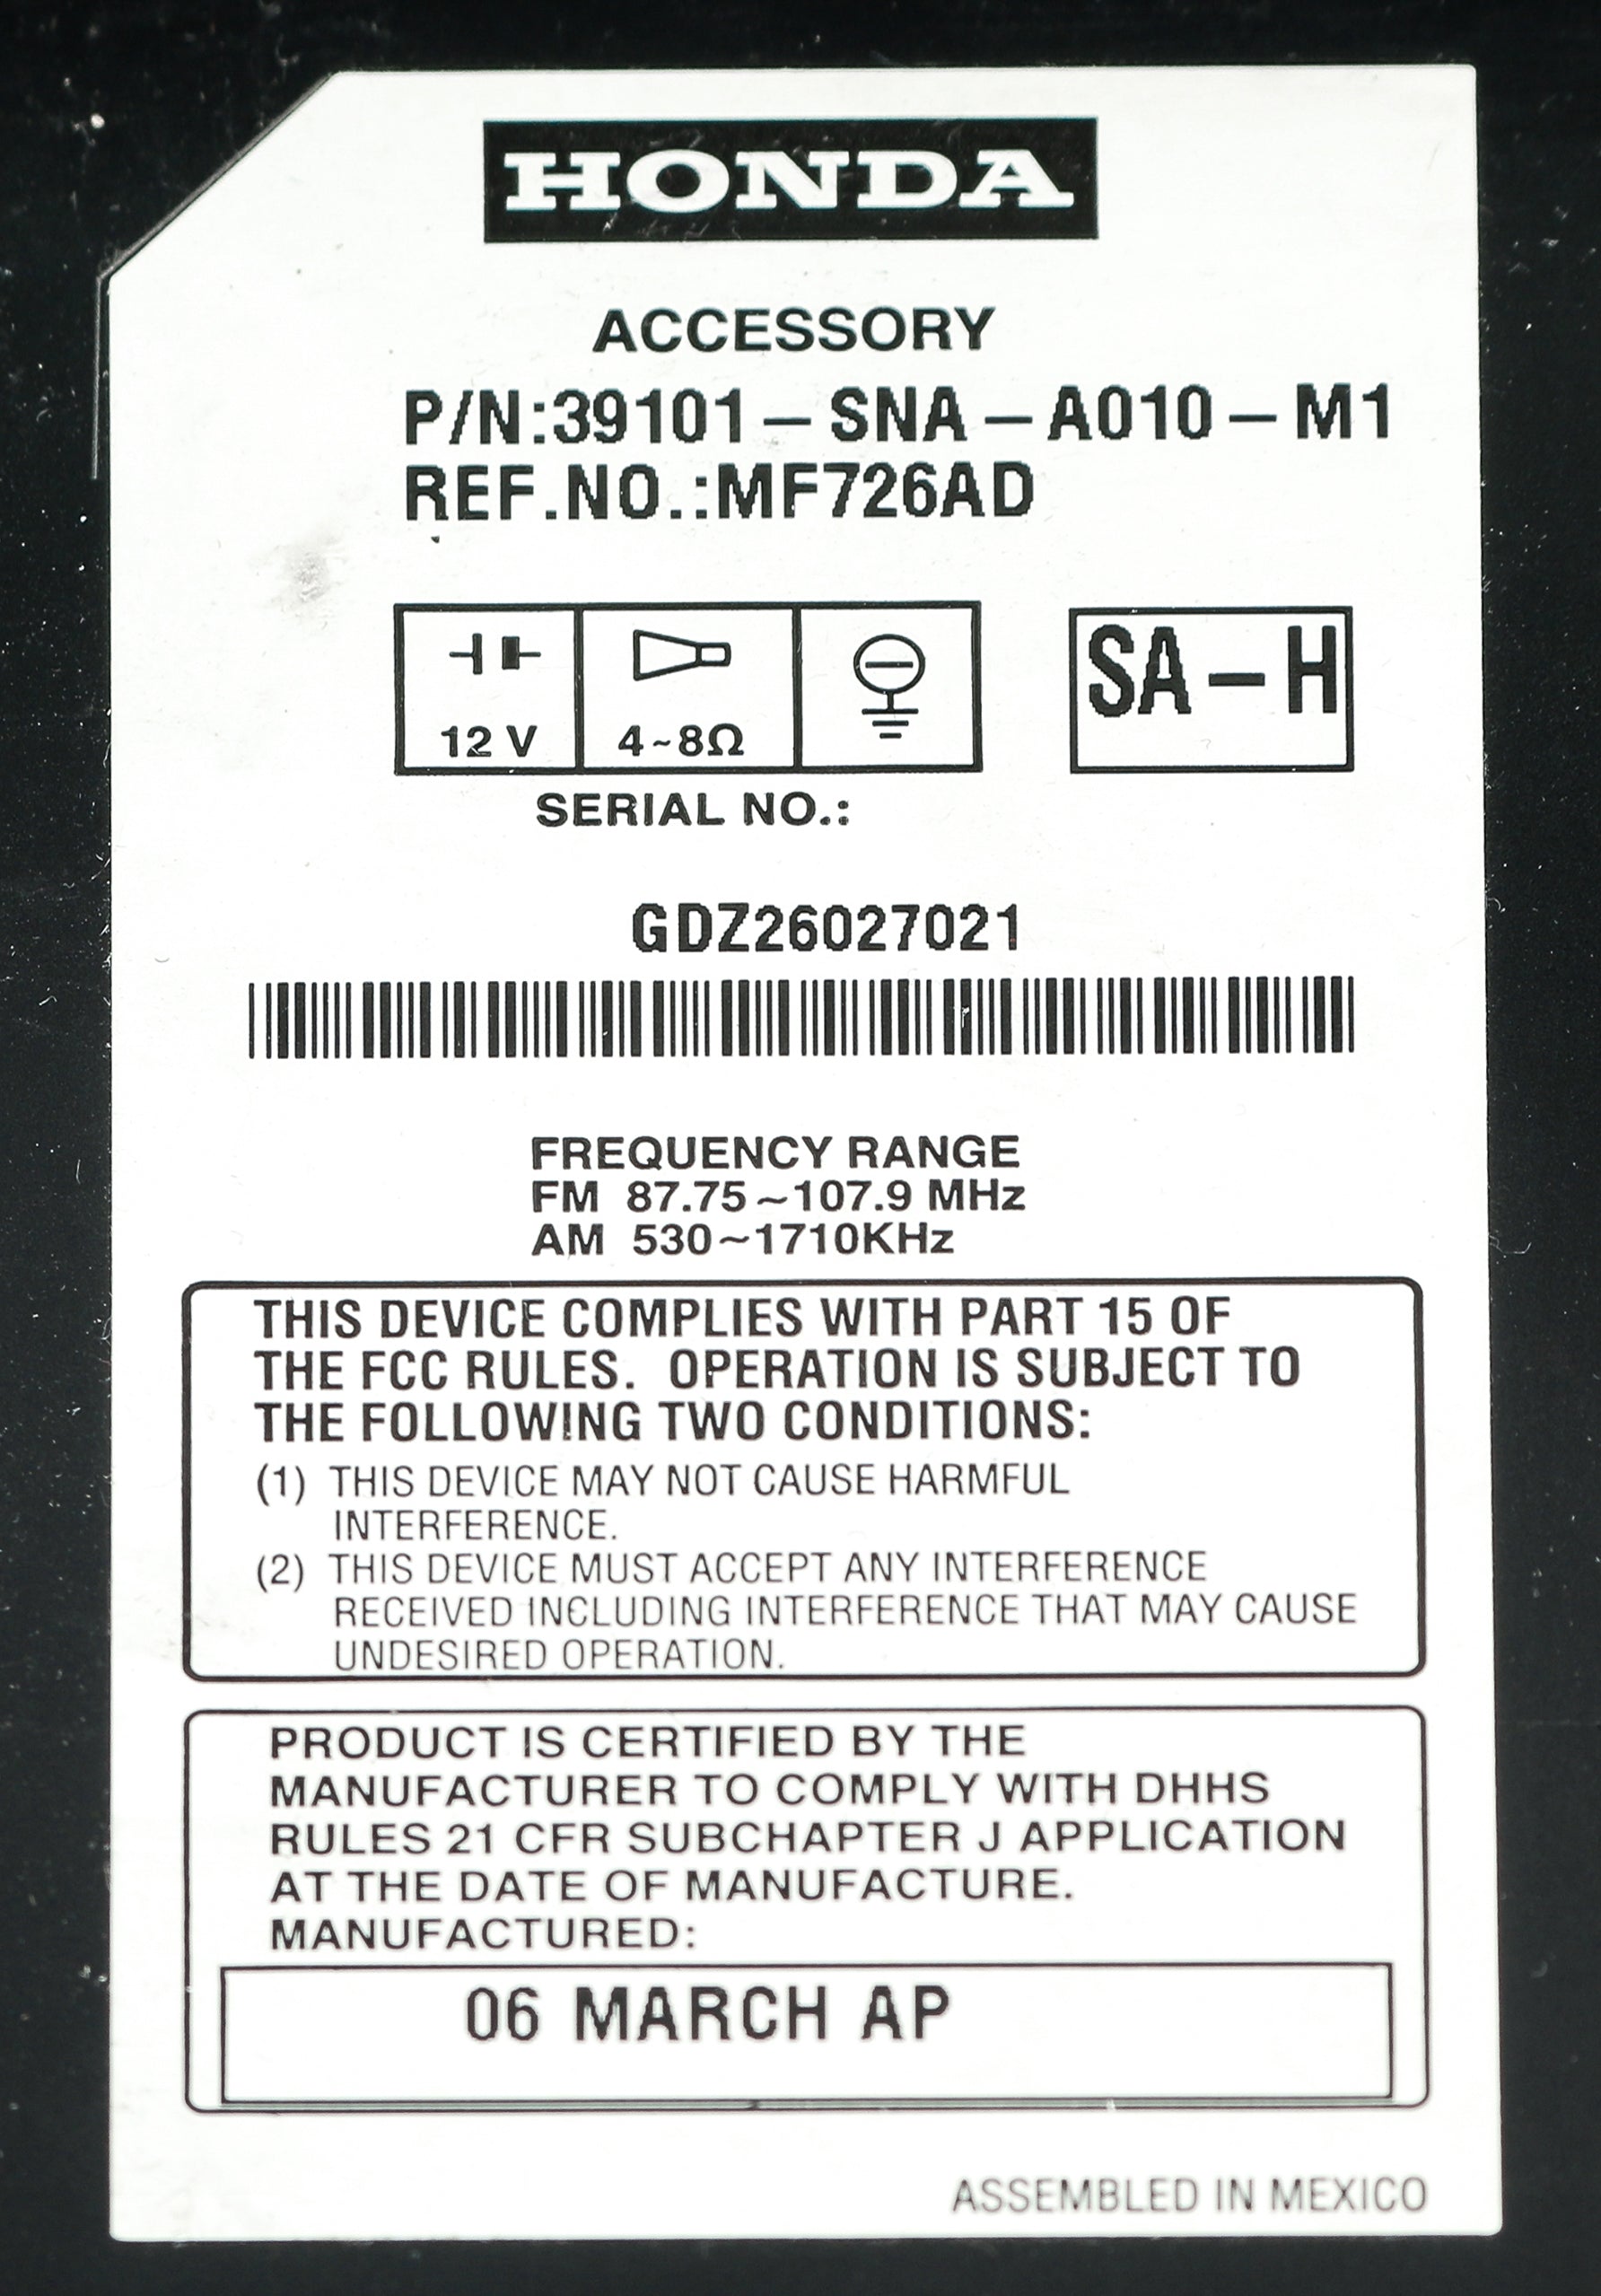 HONDA
ACCESSORY
P/N:39101-SNA-A010-M1
REF.NO.:MF726AD
12 V
4~8Ω
SA-H
SERIAL NO.:
GDZ26027021
FREQUENCY RANGE
FM 87.75~107.9 MHz
AM 530~1710KHz
THIS DEVICE COMPLIES WITH PART 15 OF
THE FCC RULES. OPERATION IS SUBJECT TO
THE FOLLOWING TWO CONDITIONS:
(1) THIS DEVICE MAY NOT CAUSE HARMFUL
INTERFERENCE.
(2) THIS DEVICE MUST ACCEPT ANY INTERFERENCE
RECEIVED INCLUDING INTERFERENCE THAT MAY CAUSE
UNDESIRED OPERATION.
PRODUCT IS CERTIFIED BY THE
MANUFACTURER TO COMPLY WITH DHHS
RULES 21 CFR SUBCHAPTER J APPLICATION
AT THE DATE OF MANUFACTURE.
MANUFACTURED:
06 MARCH AP
ASSEMBLED IN MEXICO